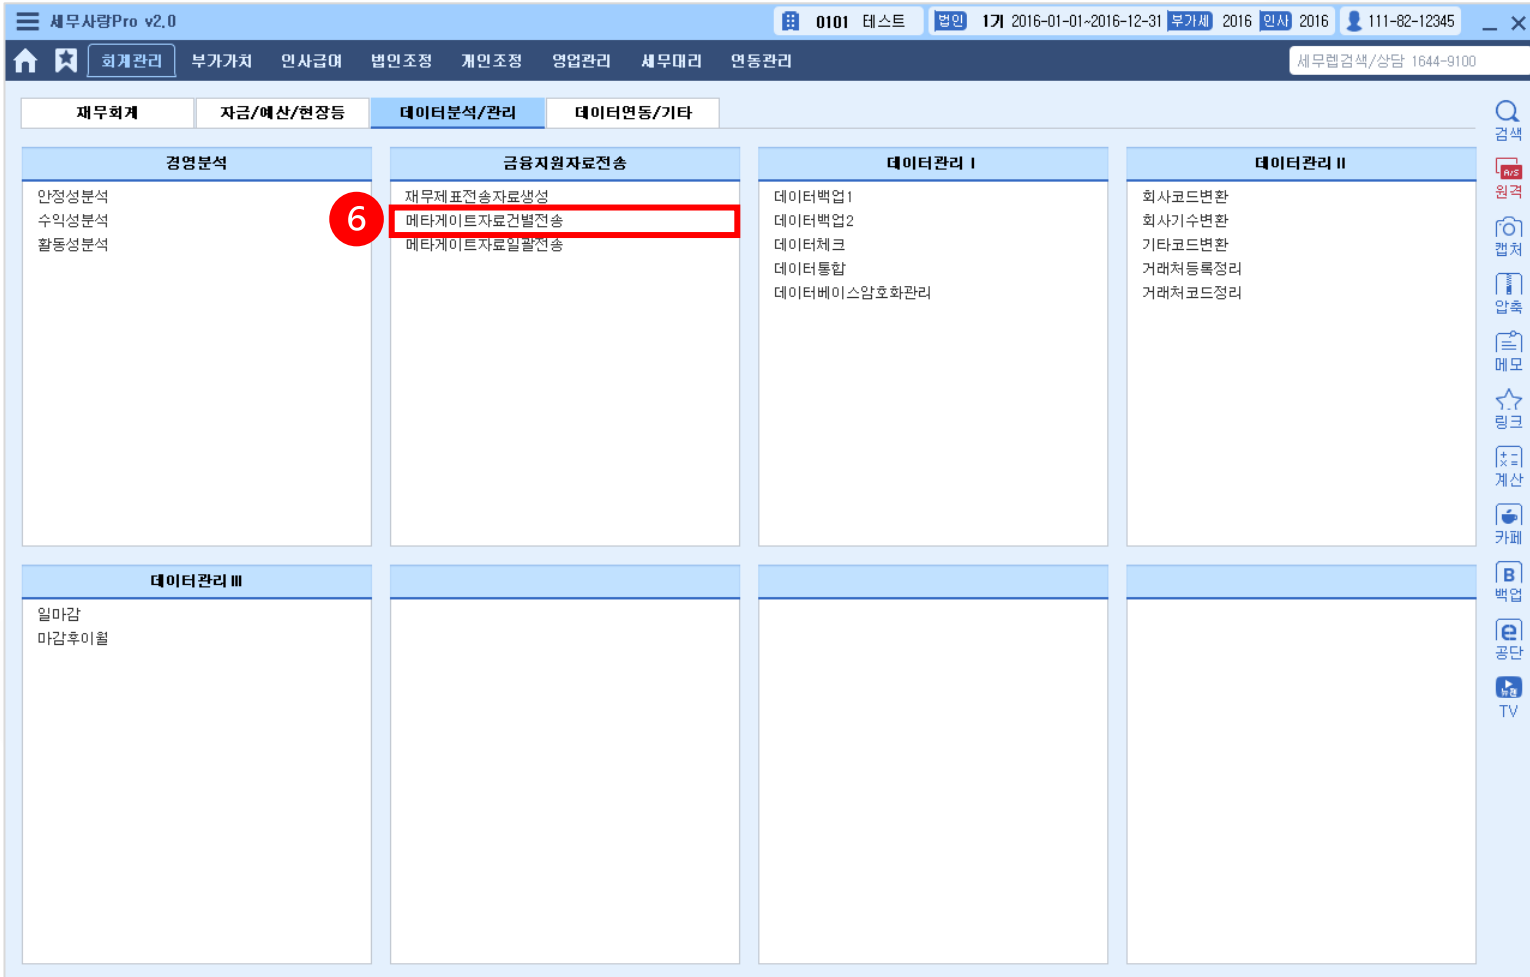 세무사랑Pro v2.0
0101 테스트 법인 1기 2016-01-01~2016-12-31 부가세 2016 인사 2016 111-82-12345
회계관리 부가가치 인사급여 법인조정 개인조정 영업관리 세무대리 연동관리 세무랩검색/상담 1644-9100
재무회계 자금/예산/현장등 데이터분석/관리 데이터연동/기타
경영분석
안정성분석
수익성분석
활동성분석
금융지원자료전송
재무제표전송자료생성
6 메타게이트자료건별전송
메타게이트자료일괄전송
데이터관리 I
데이터백업1
데이터백업2
데이터체크
데이터통합
데이터베이스암호화관리
데이터관리 II
회사코드변환
회사기수변환
기타코드변환
거래처등록정리
거래처코드정리
데이터관리 III
일마감
마감후이월
검색
A/S
원격
캡처
압축
메모
링크
계산
카페
B
백업
e
공단
뉴젠
TV